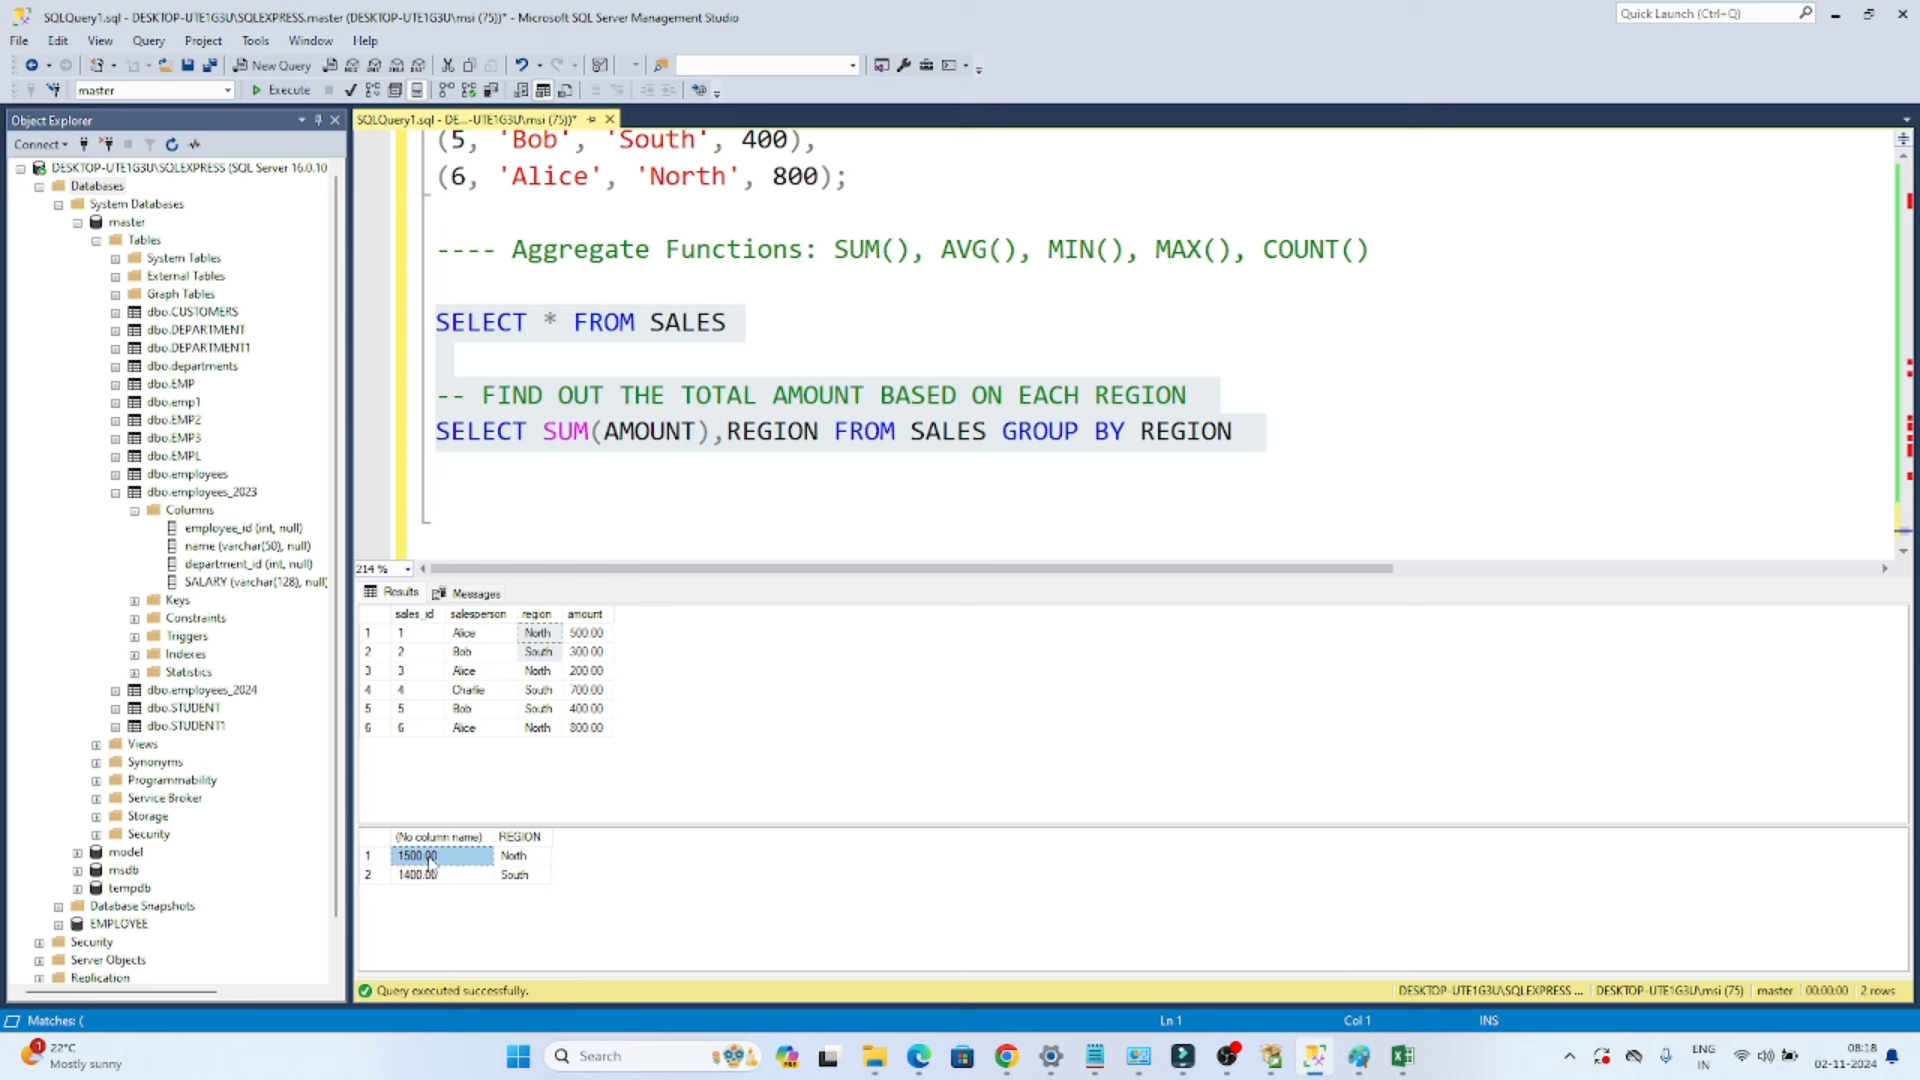 SQLQuery1.sql - DESKTOP-UTE1G3U\SQLEXPRESS.master (DESKTOP-UTE1G3U\msi (75))* - Microsoft SQL Server Management Studio
Quick Launch (Ctrl+Q)
File Edit View Query Project Tools Window Help
New Query
master
Execute
Object Explorer
SQLQuery1.sql - DE...-UTE1G3U\msi (75))*
Connect
DESKTOP-UTE1G3U\SQLEXPRESS (SQL Server 16.0.10
Databases
System Databases
master
Tables
System Tables
External Tables
Graph Tables
dbo.CUSTOMERS
dbo.DEPARTMENT
dbo.DEPARTMENT1
dbo.departments
dbo.EMP
dbo.emp1
dbo.EMP2
dbo.EMP3
dbo.EMPL
dbo.employees
dbo.employees_2023
Columns
employee_id (int, null)
name (varchar(50), null)
department_id (int, null)
SALARY (varchar(128), null)
Keys
Constraints
Triggers
Indexes
Statistics
dbo.employees_2024
dbo.STUDENT
dbo.STUDENT1
Views
Synonyms
Programmability
Service Broker
Storage
Security
model
msdb
tempdb
Database Snapshots
EMPLOYEE
Security
Server Objects
Replication
(5, 'Bob', 'South', 400),
(6, 'Alice', 'North', 800);
---- Aggregate Functions: SUM(), AVG(), MIN(), MAX(), COUNT()
SELECT * FROM SALES
-- FIND OUT THE TOTAL AMOUNT BASED ON EACH REGION
SELECT SUM(AMOUNT),REGION FROM SALES GROUP BY REGION
214 %
Results Messages
sales_id salesperson region amount
1 1 Alice North 500.00
2 2 Bob South 300.00
3 3 Alice North 200.00
4 4 Charlie South 700.00
5 5 Bob South 400.00
6 6 Alice North 800.00
(No column name) REGION
1 1500.00 North
2 1400.00 South
Query executed successfully.
DESKTOP-UTE1G3U\SQLEXPRESS ... DESKTOP-UTE1G3U\msi (75) master 00:00:00 2 rows
Matches: (
Ln 1 Col 1 INS
1
22°C
Mostly sunny
Search
ENG
IN
08:18
02-11-2024